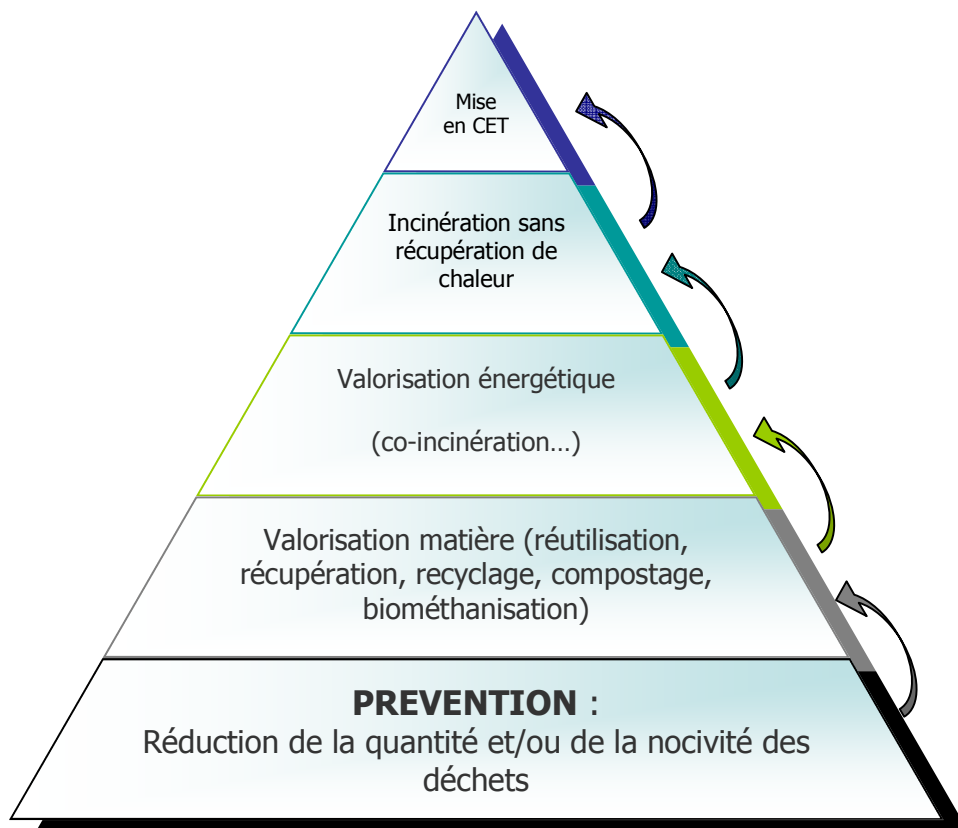 Mise
en CET
Incinération sans
récupération de
chaleur
Valorisation énergétique
(co-incinération…)
Valorisation matière (réutilisation,
récupération, recyclage, compostage,
biométhanisation)
PREVENTION :
Réduction de la quantité et/ou de la nocivité des
déchets